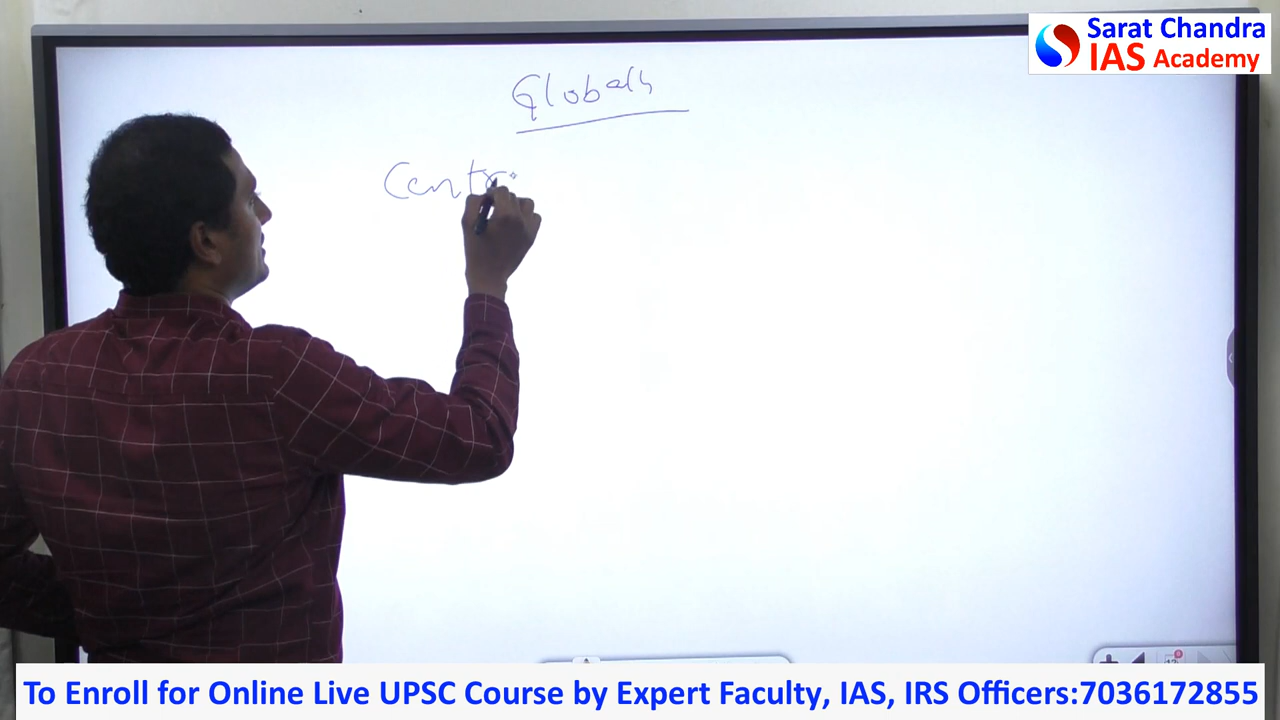 Sarat Chandra
IAS Academy
Globally
Centr
To Enroll for Online Live UPSC Course by Expert Faculty, IAS, IRS Officers:7036172855